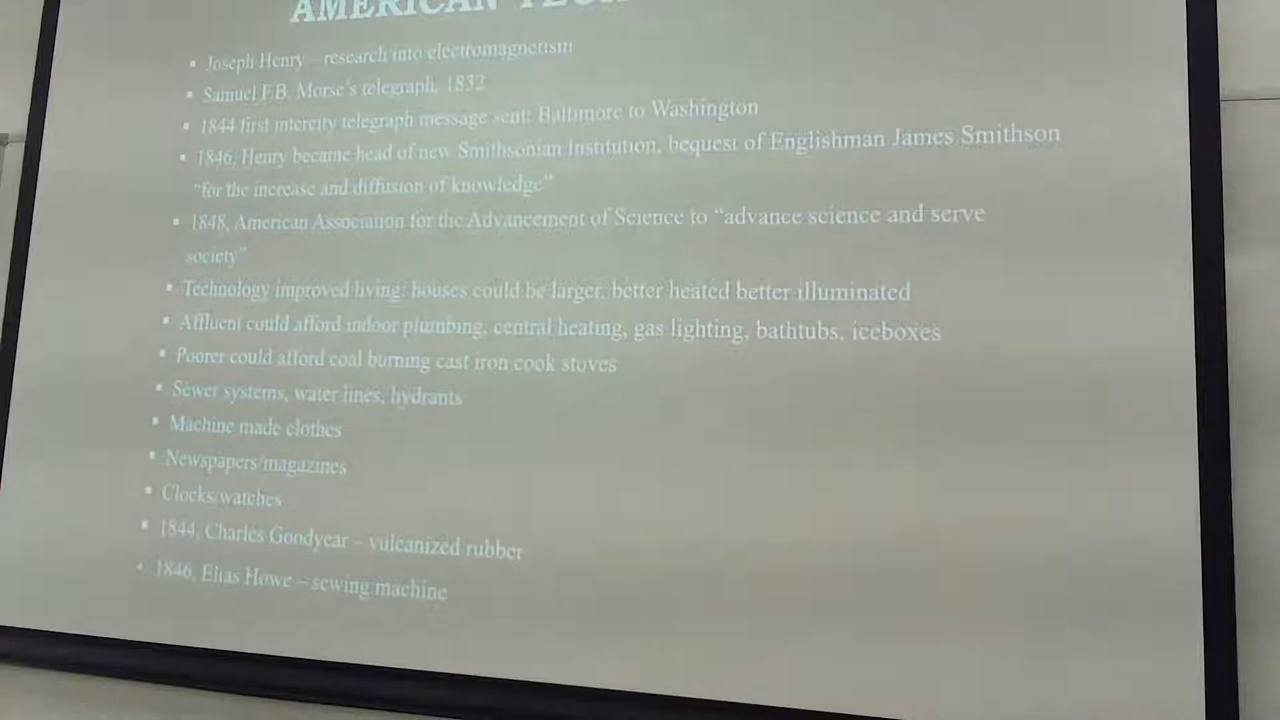 AMERICAN
▪ Joseph Henry – research into electromagnetism
▪ Samuel F.B. Morse's telegraph, 1832
▪ 1844 first intercity telegraph message sent: Baltimore to Washington
▪ 1846, Henry became head of new Smithsonian Institution, bequest of Englishman James Smithson
“for the increase and diffusion of knowledge”
▪ 1848, American Association for the Advancement of Science to “advance science and serve
society”
▪ Technology improved living: houses could be larger, better heated better illuminated
▪ Affluent could afford indoor plumbing, central heating, gas lighting, bathtubs, iceboxes
▪ Poorer could afford coal burning cast iron cook stoves
▪ Sewer systems, water lines, hydrants
▪ Machine made clothes
▪ Newspapers/magazines
▪ Clocks/watches
▪ 1844, Charles Goodyear – vulcanized rubber
▪ 1846, Elias Howe – sewing machine